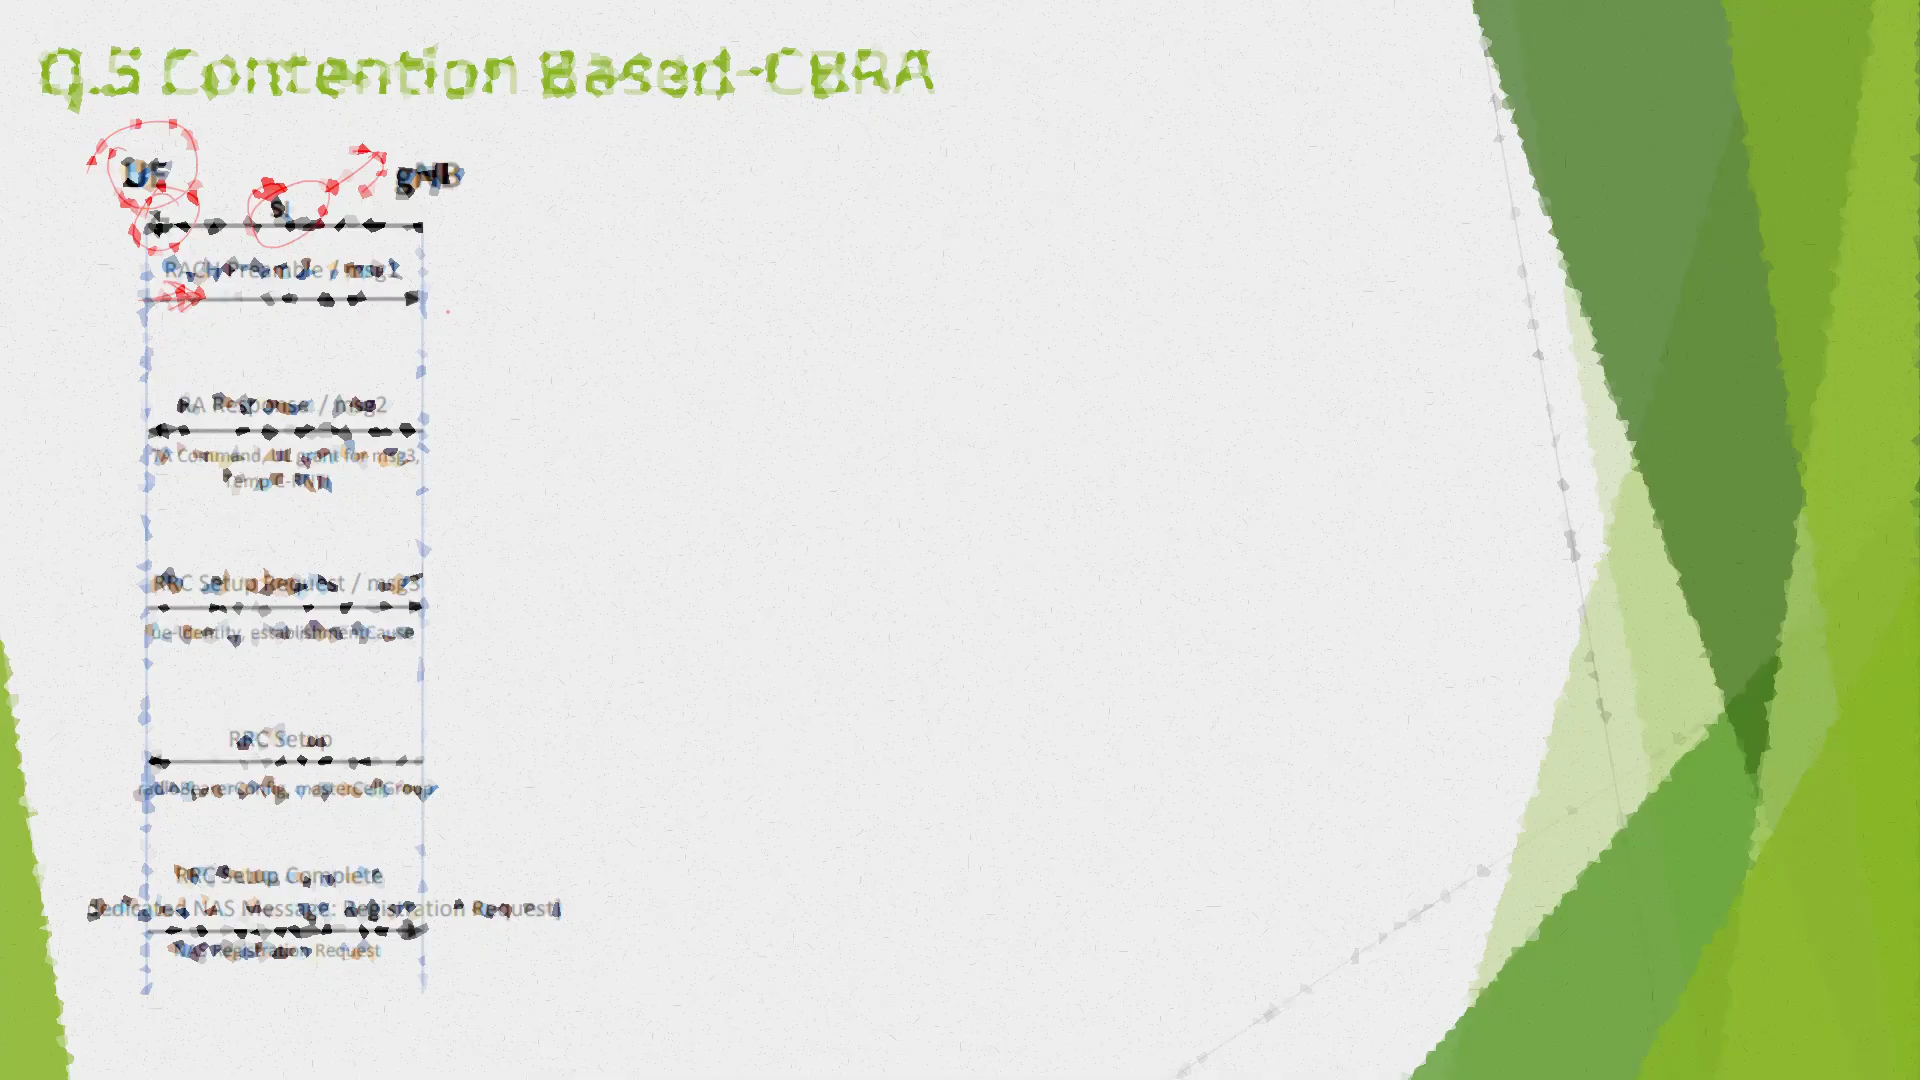 Q.5 Contention Based-CBRA
UE
gNB
SI
RACH Preamble / msg1
RA Response / msg2
TA Command, UL grant for msg3,
Temp C-RNTI
RRC Setup Request / msg3
ue-Identity, establishmentCause
RRC Setup
radioBearerConfig, masterCellGroup
RRC Setup Complete
dedicated NAS Message: Registration Request
NAS Registration Request